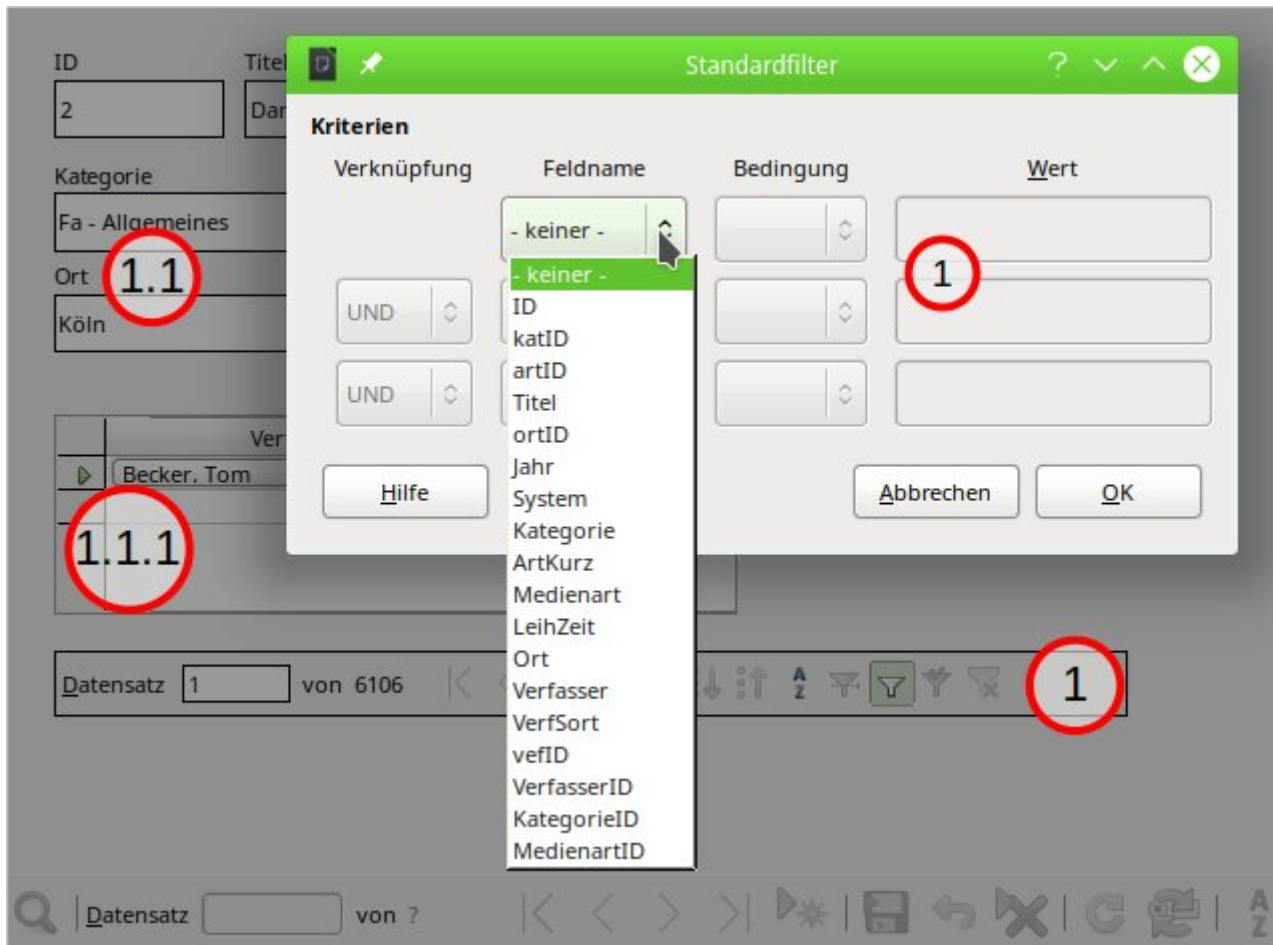 ID Titel
Standardfilter
2
Dar
Kriterien
Verknüpfung Feldname Bedingung Wert
Kategorie
Fa - Allgemeines
- keiner -
Ort
1.1
1
- keiner -
ID
Köln
UND
katID
artID
Titel
UND
ortID
Ver
Jahr
Becker, Tom
Hilfe
System
Abbrechen
OK
Kategorie
1.1.1
ArtKurz
Medienart
LeihZeit
Ort
Datensatz 1 von 6106
1
Verfasser
VerfSort
vefID
VerfasserID
KategorieID
MedienartID
Datensatz von ?